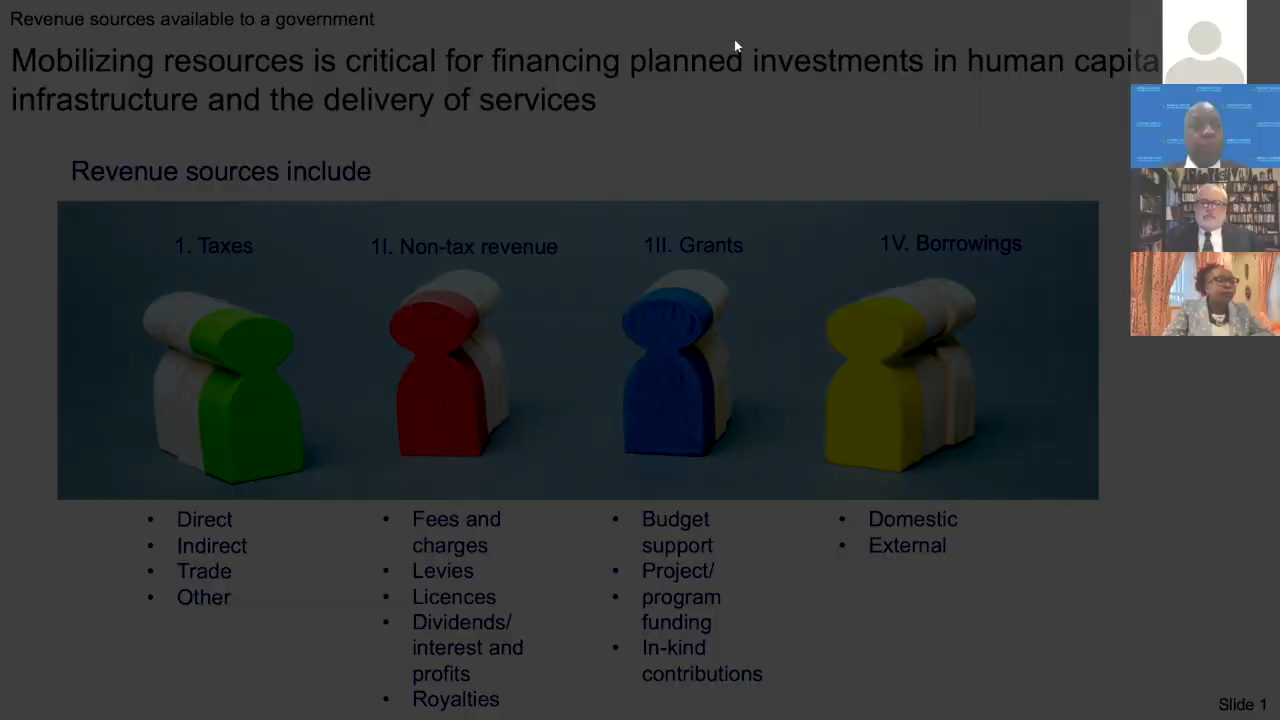 Revenue sources available to a government
Mobilizing resources is critical for financing planned investments in human capita
infrastructure and the delivery of services
Revenue sources include
1. Taxes
1I. Non-tax revenue
1II. Grants
1V. Borrowings
• Direct
• Indirect
• Trade
• Other
• Fees and
charges
• Levies
• Licences
• Dividends/
interest and
profits
• Royalties
• Budget
support
• Project/
• program
funding
• In-kind
contributions
• Domestic
• External
Slide 1